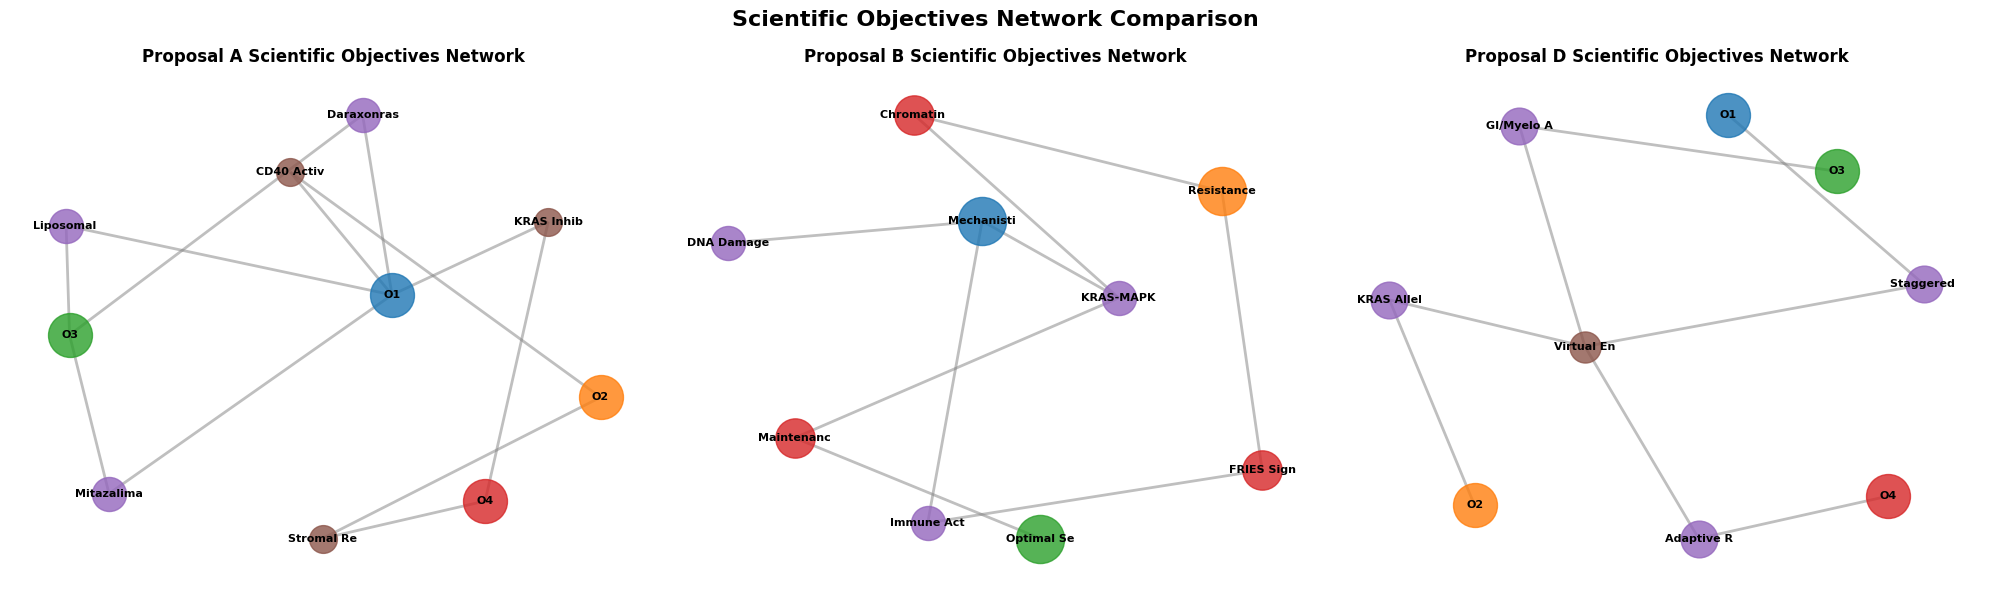 Scientific Objectives Network Comparison
Proposal A Scientific Objectives Network
Daraxonras
CD40 Activ
Liposomal
KRAS Inhib
O1
O3
O2
Mitazalima
O4
Stromal Re
Proposal B Scientific Objectives Network
Chromatin
Resistance
Mechanisti
DNA Damage
KRAS-MAPK
Maintenanc
FRIES Sign
Immune Act
Optimal Se
Proposal D Scientific Objectives Network
O1
GI/Myelo A
O3
Staggered
KRAS Allel
Virtual En
O2
O4
Adaptive R